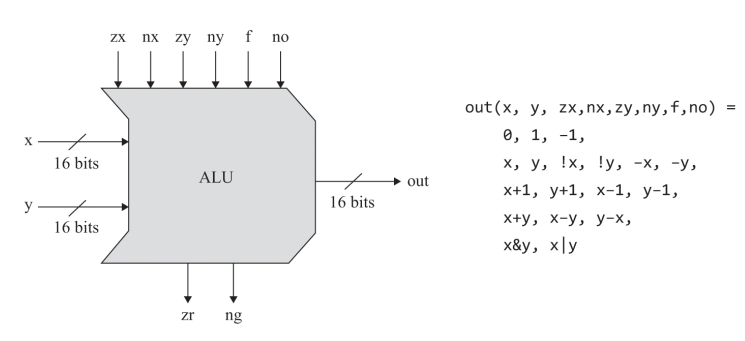 zx nx zy ny f no
x
16 bits
y
16 bits
ALU
out
16 bits
zr ng
out(x, y, zx,nx,zy,ny,f,no) =
0, 1, -1,
x, y, !x, !y, -x, -y,
x+1, y+1, x-1, y-1,
x+y, x-y, y-x,
x&y, x|y